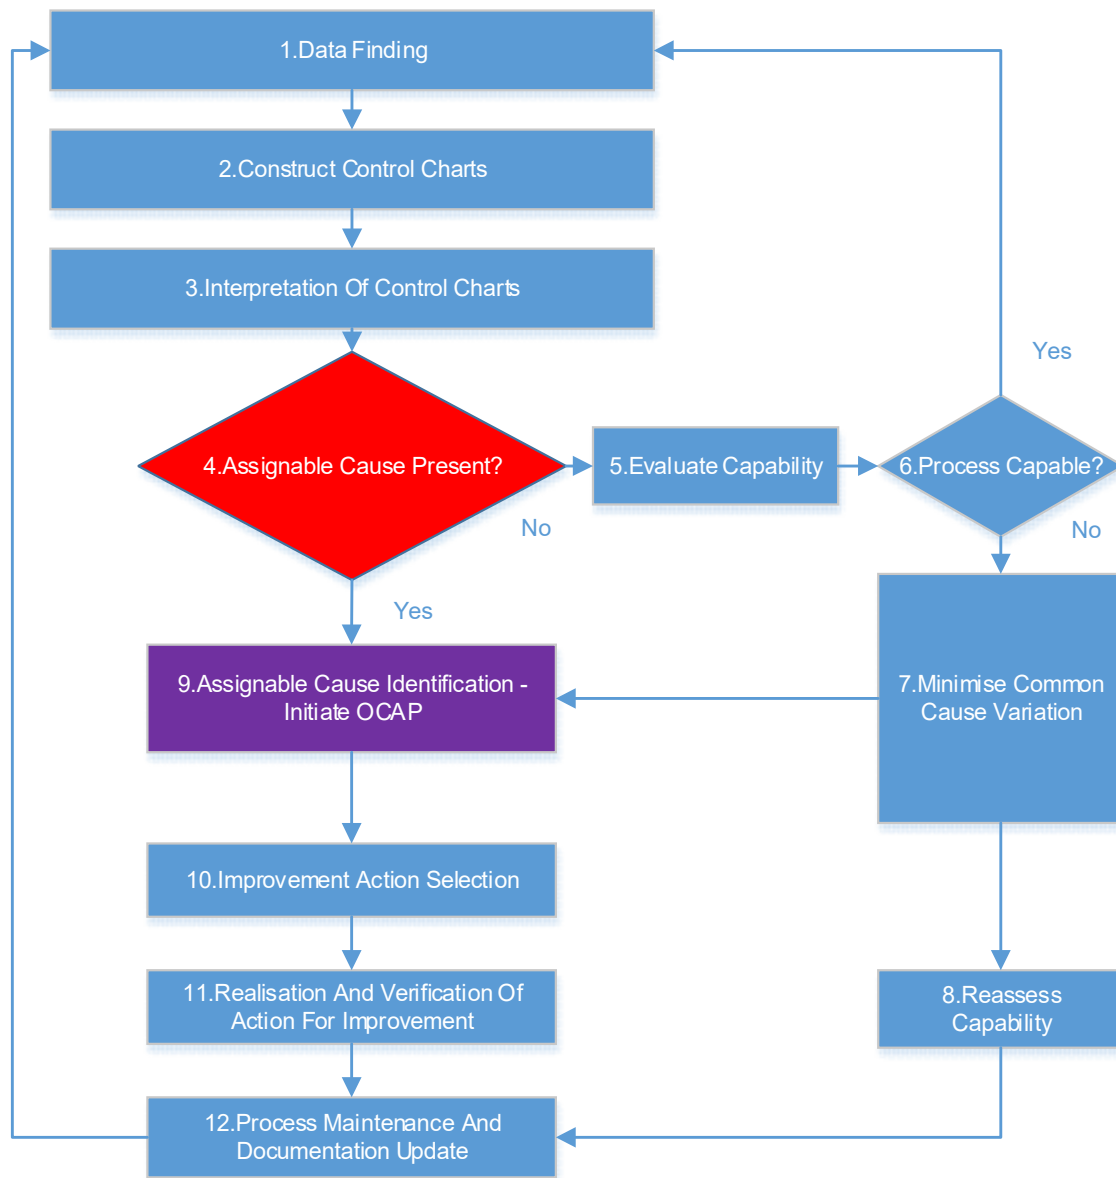 1.Data Finding
2.Construct Control Charts
3.Interpretation Of Control Charts
Yes
4.Assignable Cause Present?
5.Evaluate Capability
6.Process Capable?
No
No
Yes
9.Assignable Cause Identification -
Initiate OCAP
7.Minimise Common
Cause Variation
10.Improvement Action Selection
11.Realisation And Verification Of
Action For Improvement
8.Reassess
Capability
12.Process Maintenance And
Documentation Update